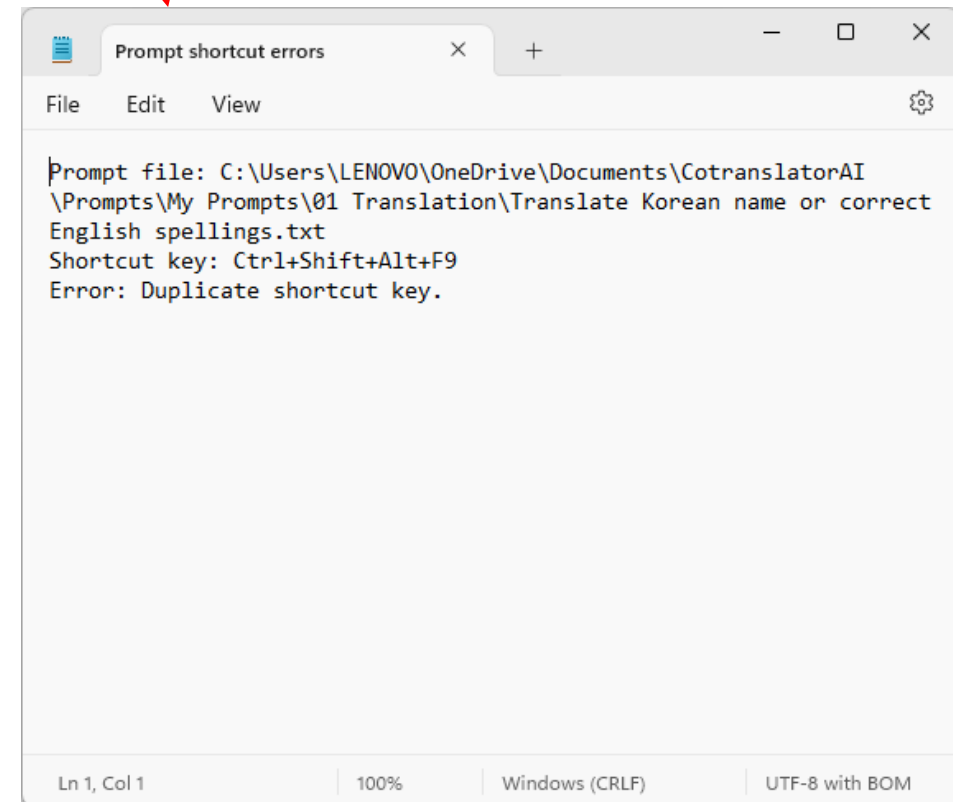 Prompt shortcut errors
File Edit View
Prompt file: C:\Users\LENOVO\OneDrive\Documents\CotranslatorAI
\Prompts\My Prompts\01 Translation\Translate Korean name or correct
English spellings.txt
Shortcut key: Ctrl+Shift+Alt+F9
Error: Duplicate shortcut key.
Ln 1, Col 1 100% Windows (CRLF) UTF-8 with BOM